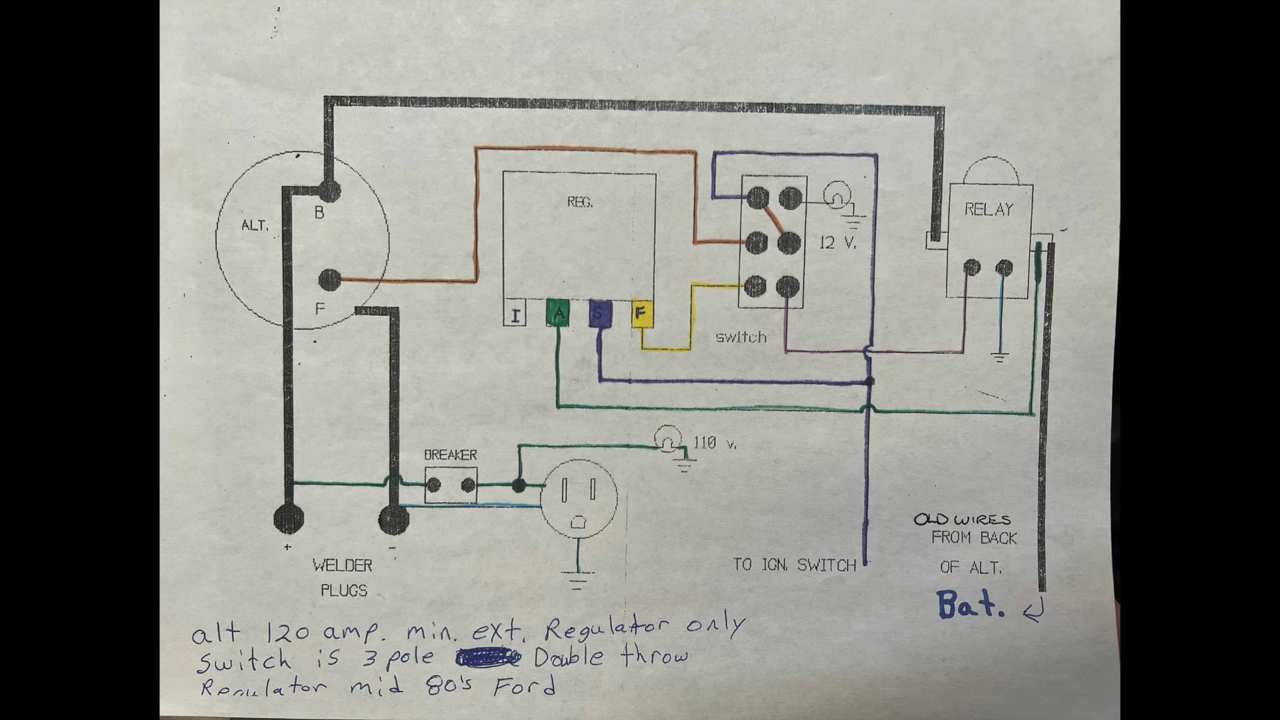 ALT.
B
F
REG.
I
A
S
F
switch
12 V.
RELAY
BREAKER
110 v.
+
-
WELDER
PLUGS
TO IGN. SWITCH
OLD WIRES
FROM BACK
OF ALT.
Bat.
alt 120 amp. min. ext. Regulator only
Switch is 3 pole Double throw
Regulator mid 80's Ford